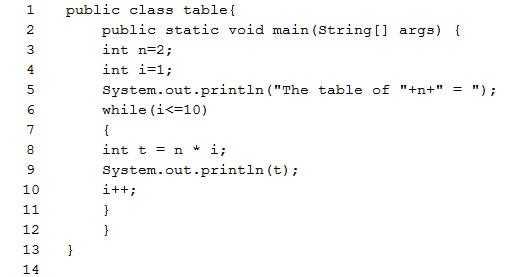 1 public class table{
2 public static void main(String[] args) {
3 int n=2;
4 int i=1;
5 System.out.println("The table of "+n+" = ");
6 while(i<=10)
7 {
8 int t = n * i;
9 System.out.println(t);
10 i++;
11 }
12 }
13 }
14